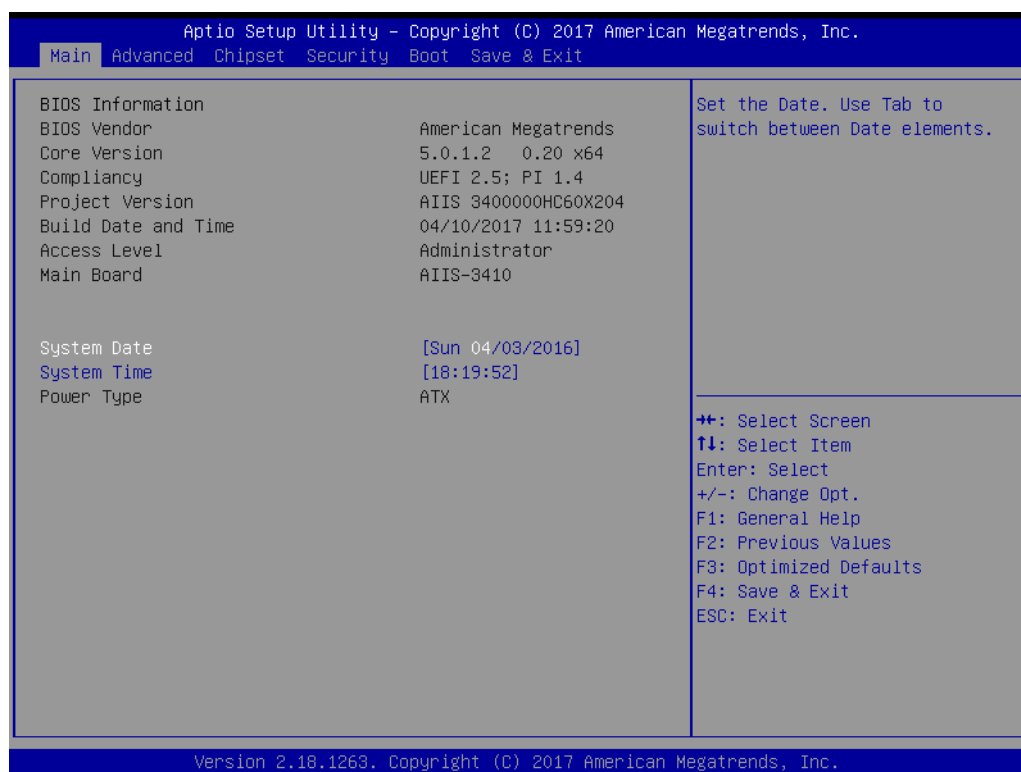 Aptio Setup Utility – Copyright (C) 2017 American Megatrends, Inc.
Main Advanced Chipset Security Boot Save & Exit
BIOS Information
BIOS Vendor American Megatrends
Core Version 5.0.1.2 0.20 x64
Compliancy UEFI 2.5; PI 1.4
Project Version AIIS 3400000HC60X204
Build Date and Time 04/10/2017 11:59:20
Access Level Administrator
Main Board AIIS-3410
System Date [Sun 04/03/2016]
System Time [18:19:52]
Power Type ATX
Set the Date. Use Tab to
switch between Date elements.
→←: Select Screen
↑↓: Select Item
Enter: Select
+/-: Change Opt.
F1: General Help
F2: Previous Values
F3: Optimized Defaults
F4: Save & Exit
ESC: Exit
Version 2.18.1263. Copyright (C) 2017 American Megatrends, Inc.